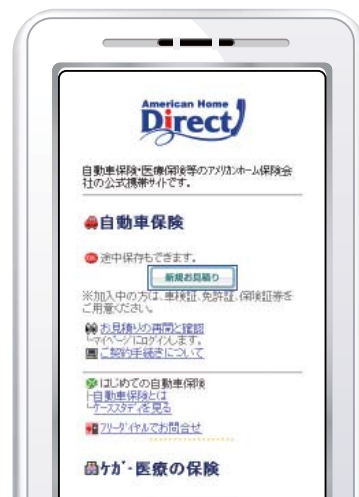 American Home
Direct
自動車保険・医療保険等のｱﾒﾘｶﾝﾎｰﾑ保険会
社の公式携帯ｻｲﾄです。
自動車保険
OK 途中保存もできます。
新規お見積り
※加入中の方は、車検証、免許証、保険証券を
ご用意ください。
お見積りの再開と確認
└ﾏｲﾍﾟｰｼﾞにﾛｸﾞｲﾝします。
ご契約手続きについて
はじめての自動車保険
├自動車保険とは
└ｹｰｽｽﾀﾃﾞｨを見る
ﾌﾘｰﾀﾞｲﾔﾙでお問合せ
ｹｶﾞ・医療の保険